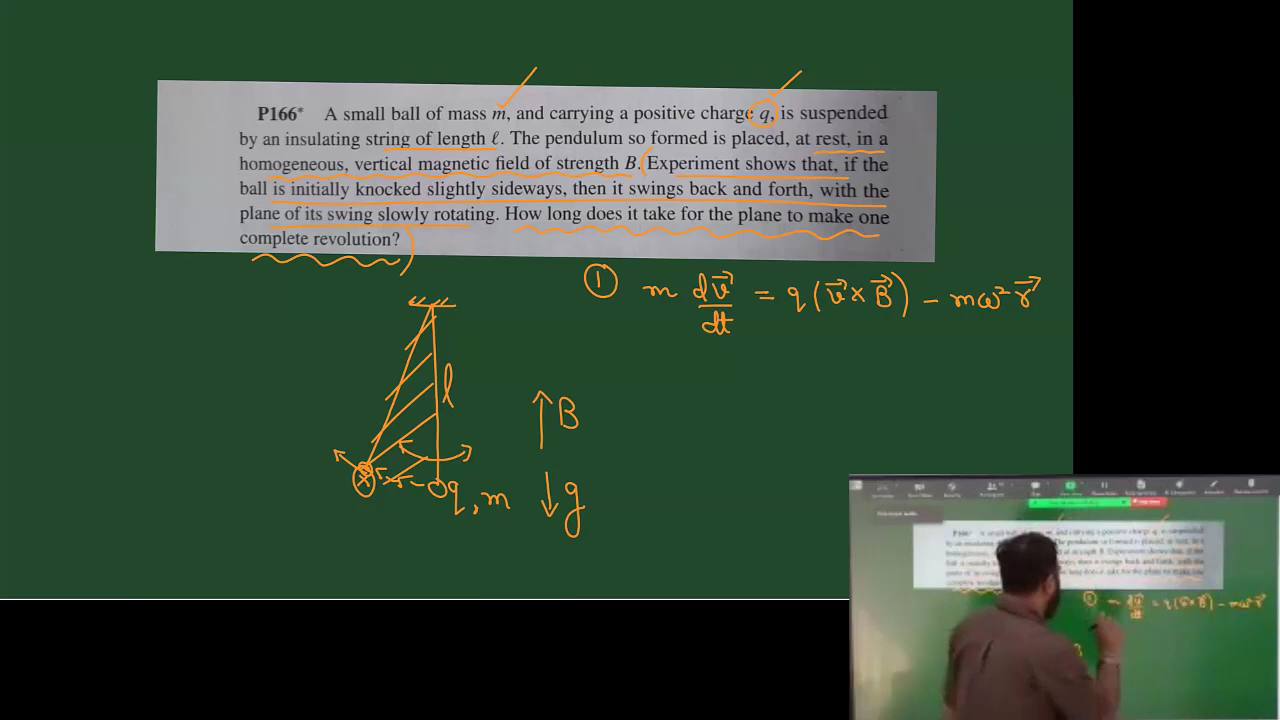 P166* A small ball of mass m, and carrying a positive charge q, is suspended
by an insulating string of length ℓ. The pendulum so formed is placed, at rest, in a
homogeneous, vertical magnetic field of strength B. Experiment shows that, if the
ball is initially knocked slightly sideways, then it swings back and forth, with the
plane of its swing slowly rotating. How long does it take for the plane to make one
complete revolution?
① m dv⃗/dt = q(v⃗ × B⃗) − mω²r⃗
l
B
r
q, m
g